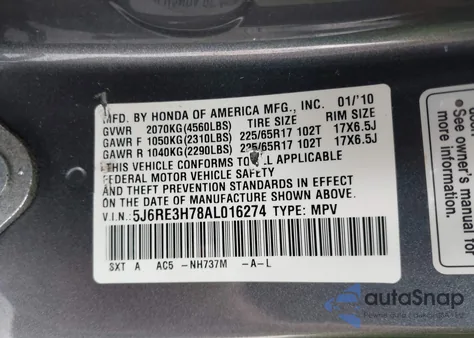 MFD. BY HONDA OF AMERICA MFG., INC. 01/'10
GVWR 2070KG(4560LBS) TIRE SIZE RIM SIZE
GAWR F 1050KG(2310LBS) 225/65R17 102T 17X6.5J
GAWR R 1040KG(2290LBS) 225/65R17 102T 17X6.5J
THIS VEHICLE CONFORMS TO ALL APPLICABLE
FEDERAL MOTOR VEHICLE SAFETY
AND THEFT PREVENTION STANDARDS IN EFFECT
ON THE DATE OF MANUFACTURE SHOWN ABOVE.
V.I.N.: 5J6RE3H78AL016274 TYPE: MPV
SXT A AC5 -NH737M -A-L
See owner's manual
for more
information.
autoSnap